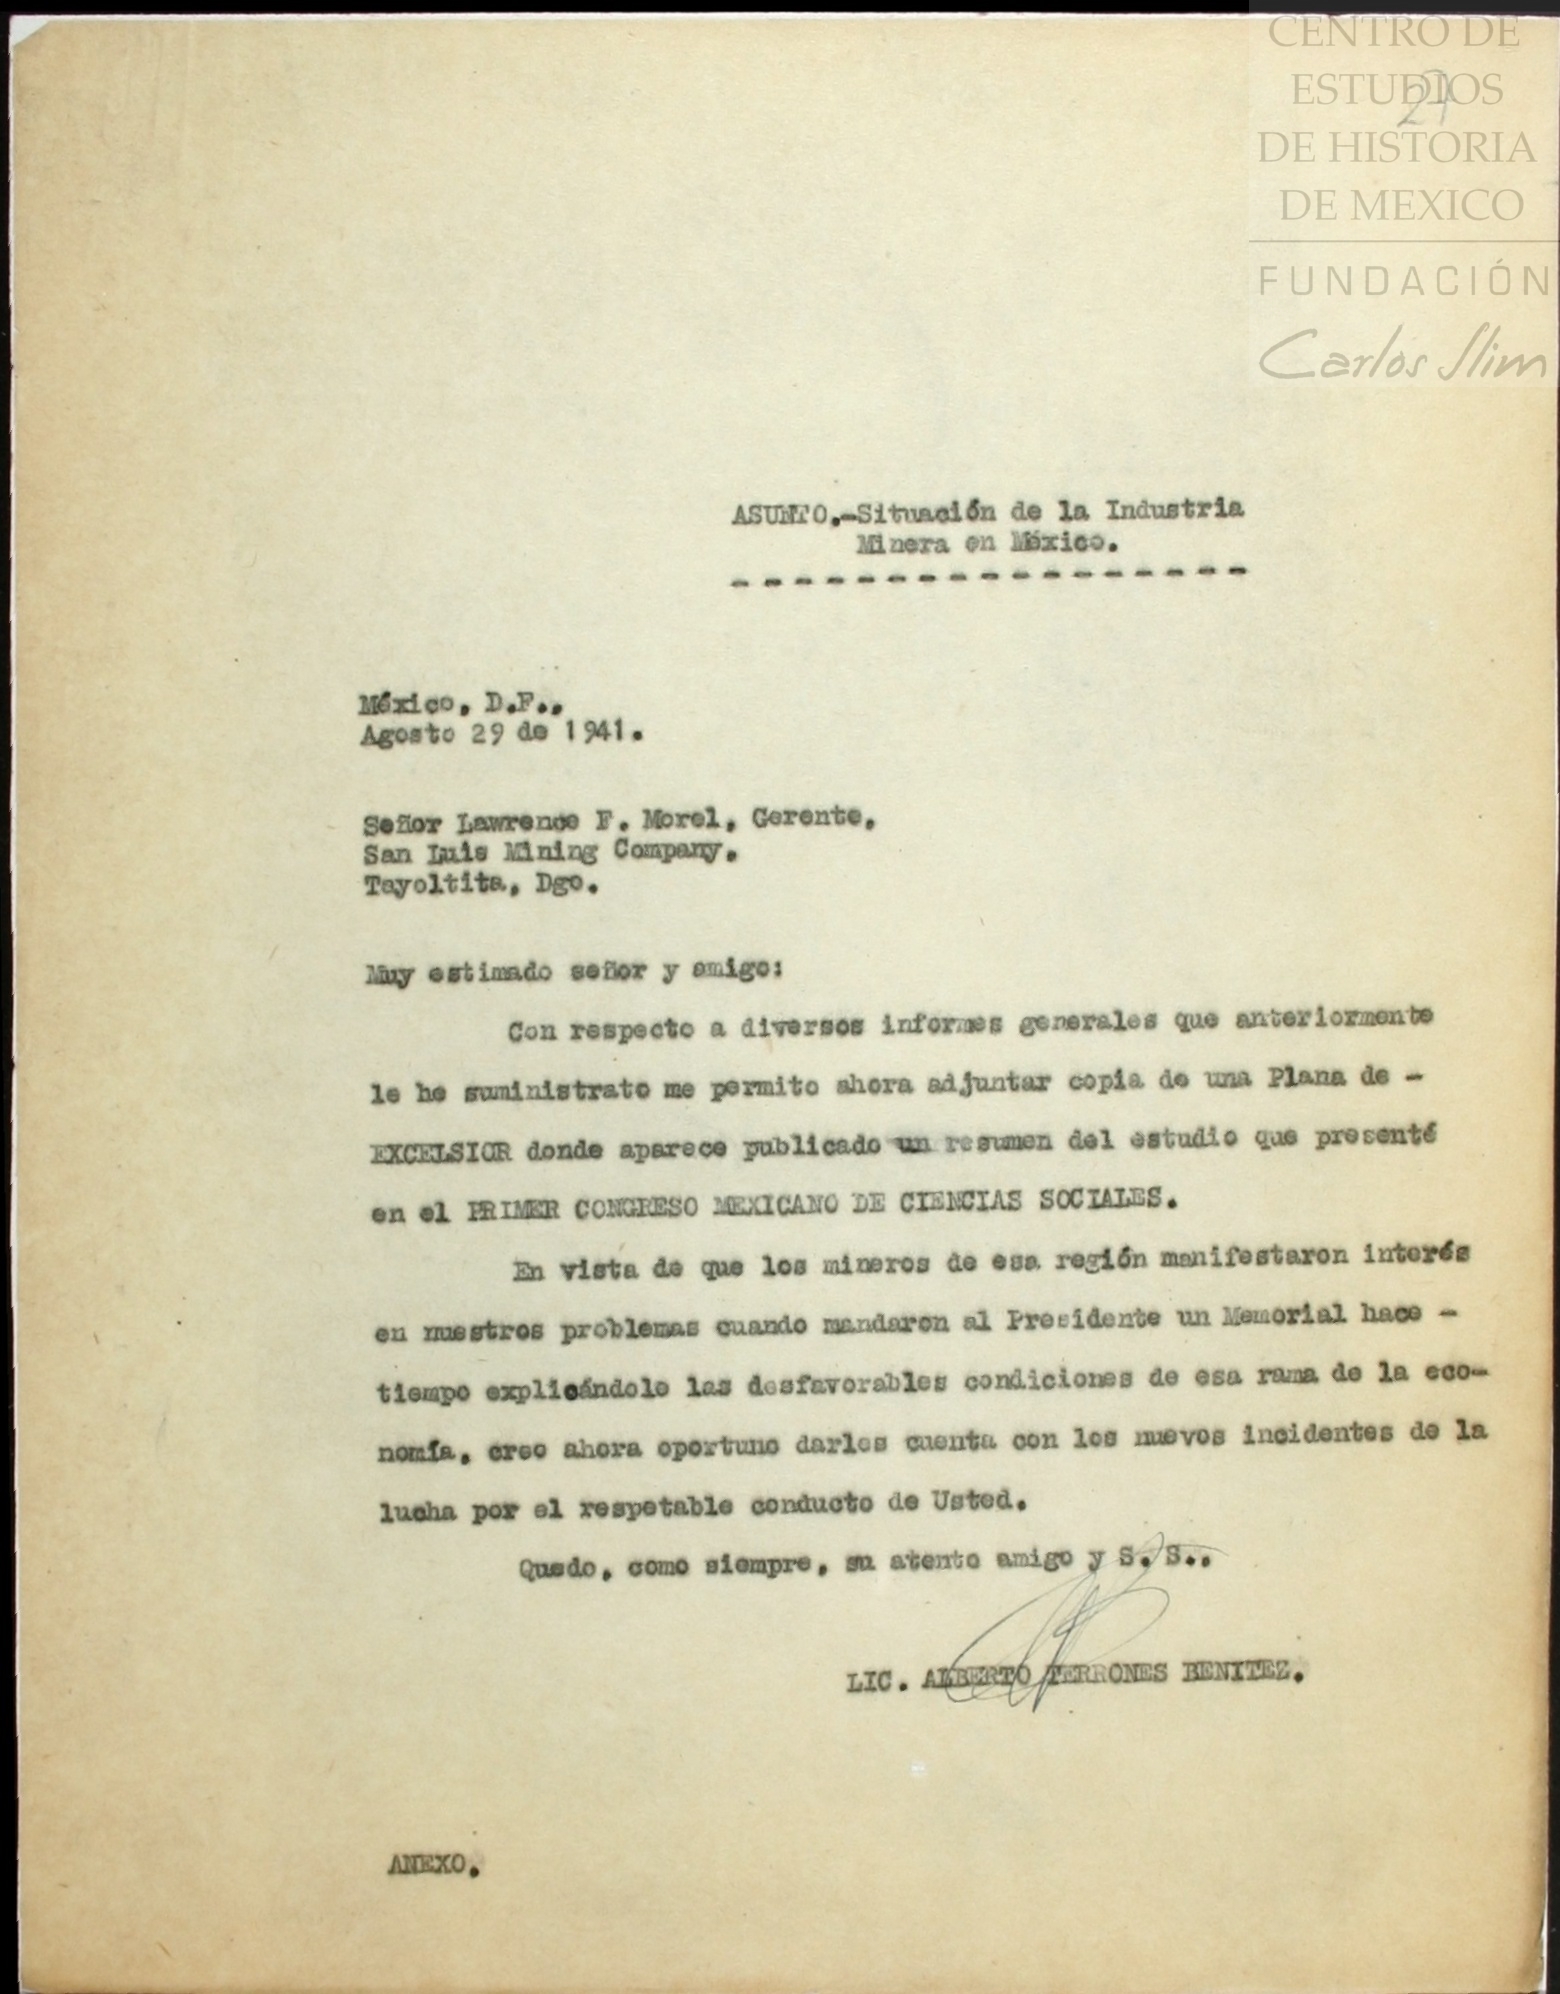 CENTRO DE
ESTUDIOS
DE HISTORIA
DE MEXICO
FUNDACIÓN
Carlos Slim
ASUNTO.-Situación de la Industria
Minera en México.
- - - - - - - - - - - - - - - - -
México, D.F.,
Agosto 29 de 1941.
Señor Lawrence F. Morel, Gerente,
San Luis Mining Company.
Tayoltita, Dgo.
Muy estimado señor y amigo:
Con respecto a diversos informes generales que anteriormente
le he suministrato me permito ahora adjuntar copia de una Plana de -
EXCELSIOR donde aparece publicado un resumen del estudio que presenté
en el PRIMER CONGRESO MEXICANO DE CIENCIAS SOCIALES.
En vista de que los mineros de esa región manifestaron interés
en nuestros problemas cuando mandaron al Presidente un Memorial hace -
tiempo explicándole las desfavorables condiciones de esa rama de la eco-
nomía, creo ahora oportuno darles cuenta con los nuevos incidentes de la
lucha por el respetable conducto de Usted.
Quedo, como siempre, su atento amigo y S. S..
LIC. ALBERTO TERRONES BENITEZ.
ANEXO.